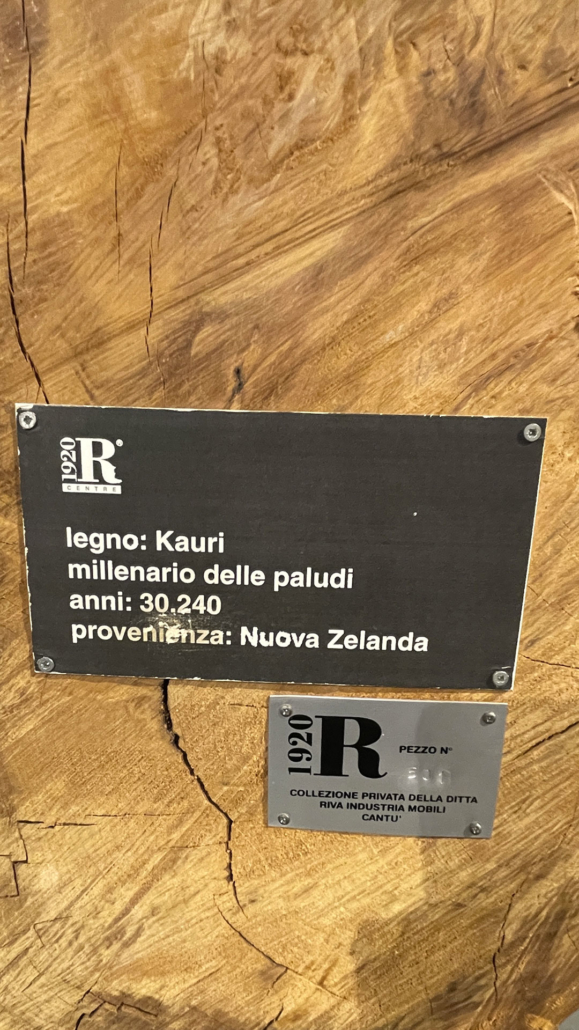 1920 R®
CENTRE
legno: Kauri
millenario delle paludi
anni: 30.240
provenienza: Nuova Zelanda
1920 R
PEZZO N°
COLLEZIONE PRIVATA DELLA DITTA
RIVA INDUSTRIA MOBILI
CANTU'